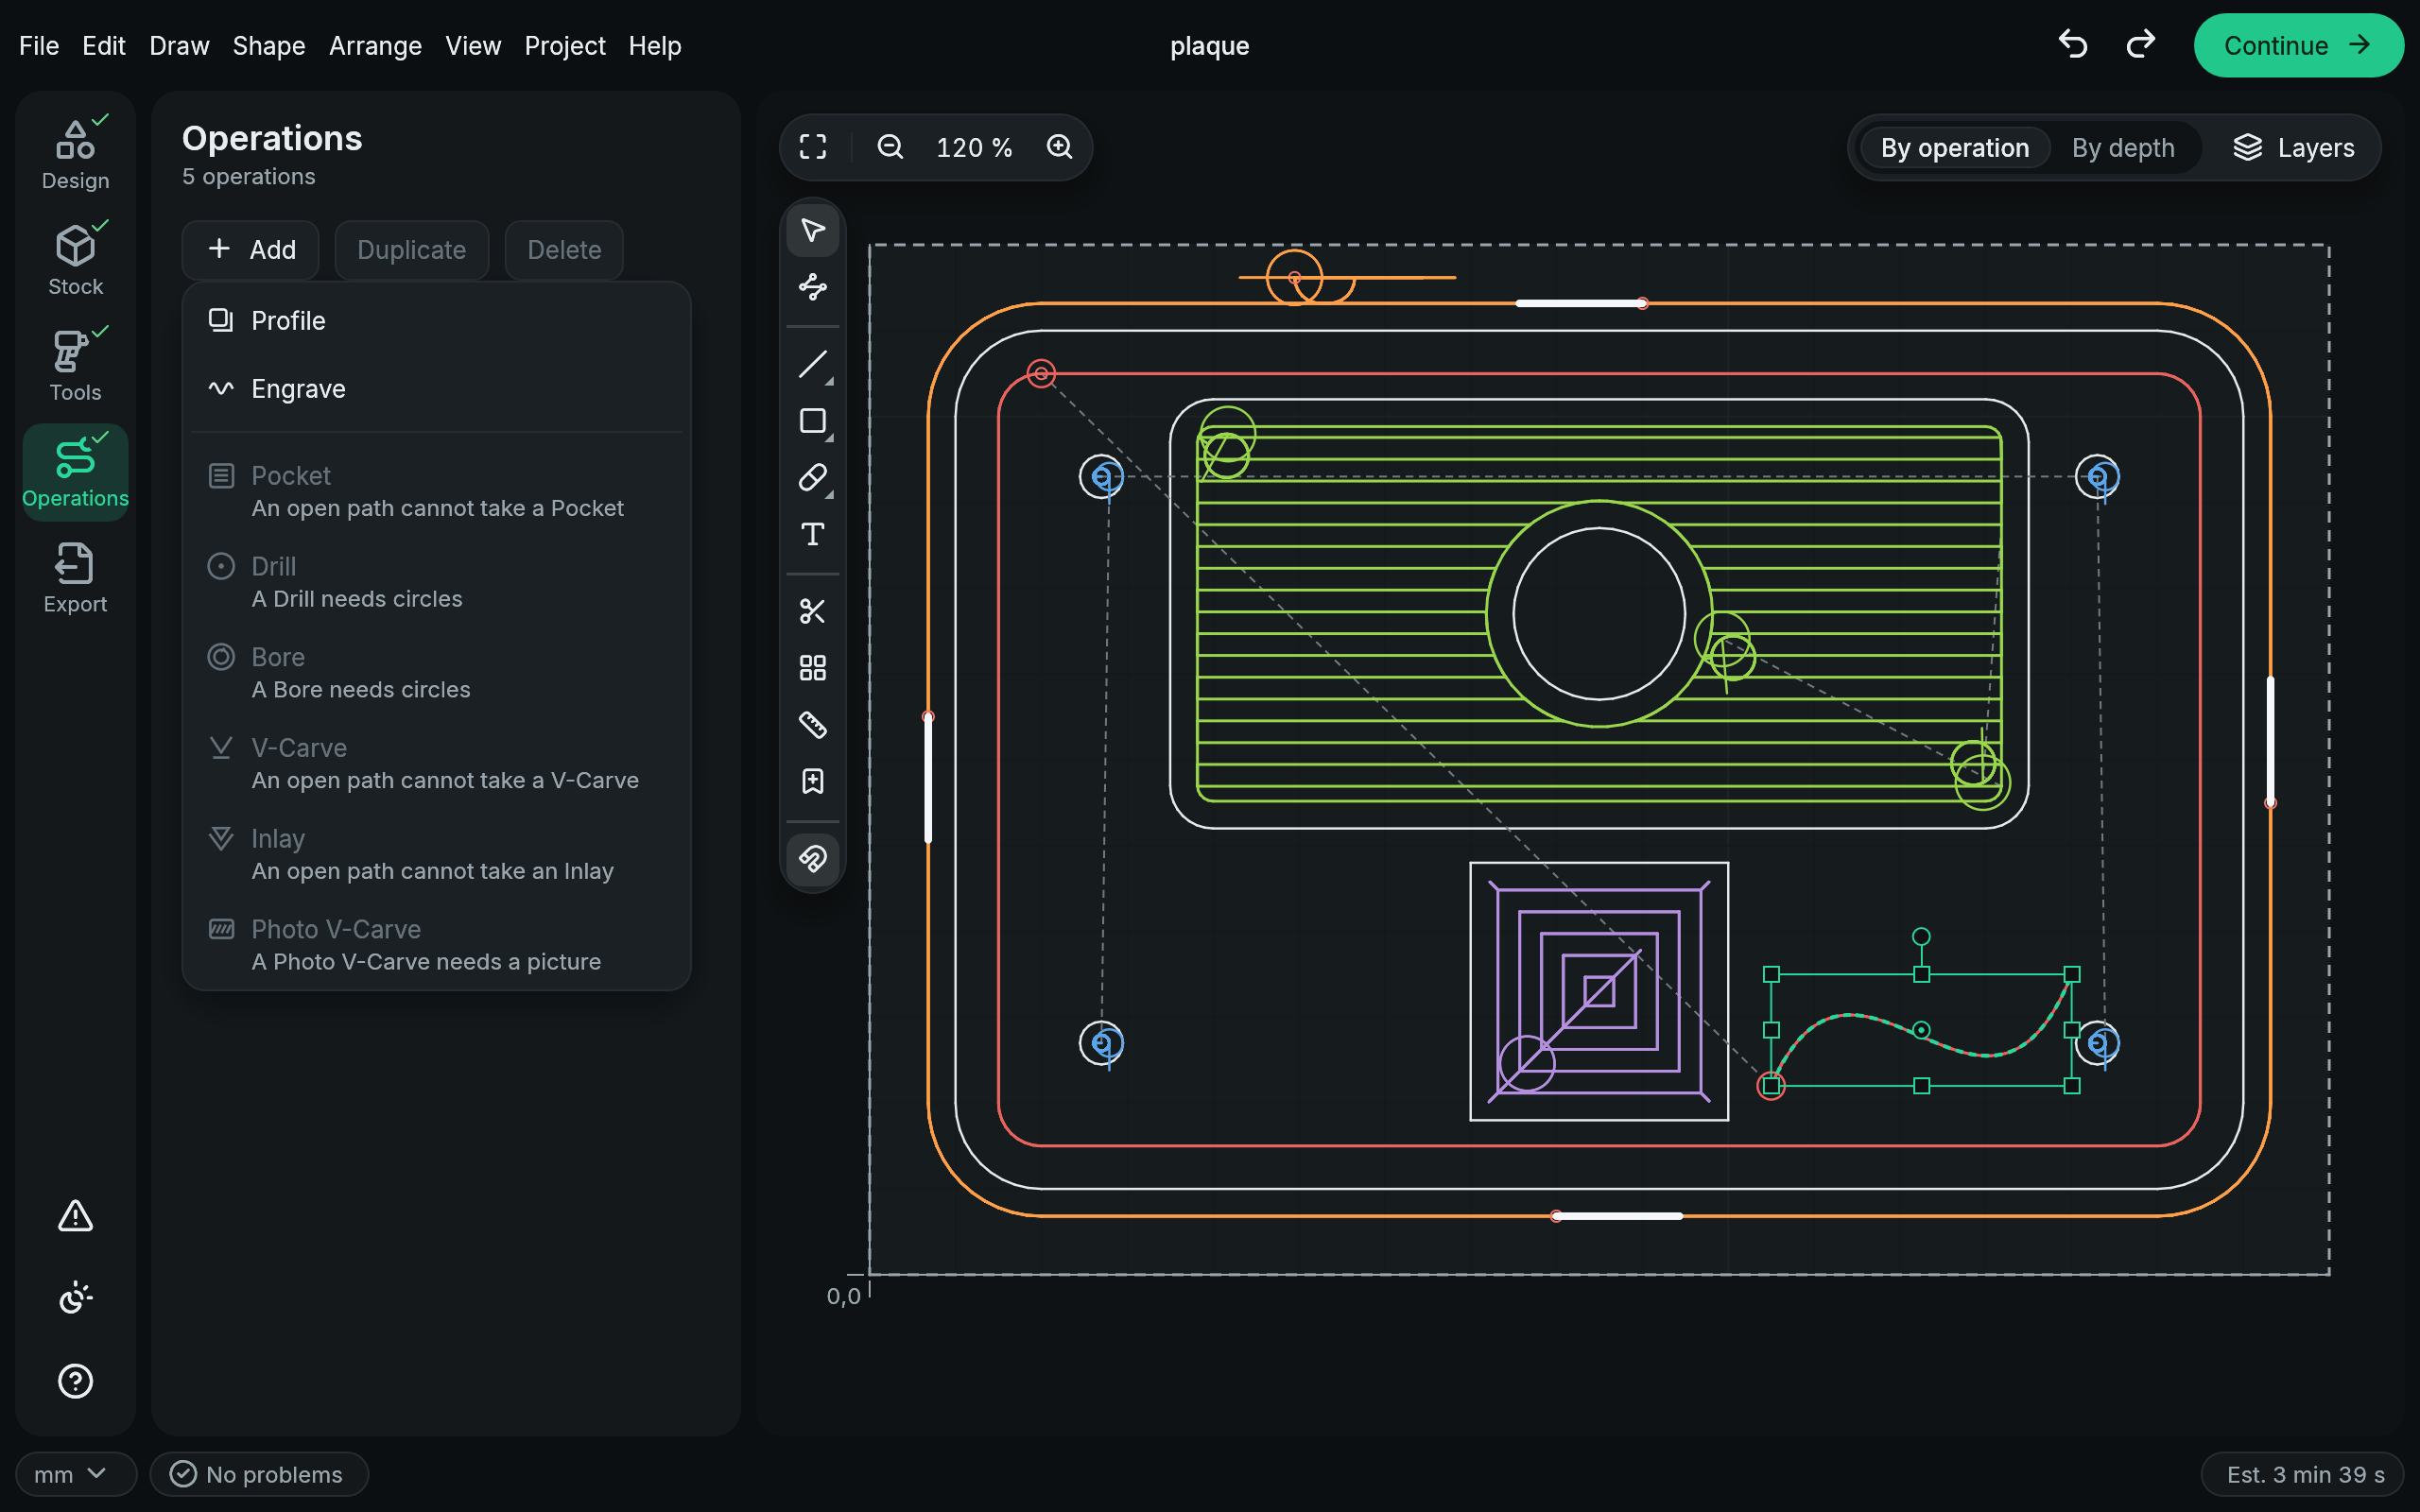 File Edit Draw Shape Arrange View Project Help
plaque
Continue
Design
Stock
Tools
Operations
Export
Operations
5 operations
Add
Duplicate
Delete
Profile
Engrave
Pocket
An open path cannot take a Pocket
Drill
A Drill needs circles
Bore
A Bore needs circles
V-Carve
An open path cannot take a V-Carve
Inlay
An open path cannot take an Inlay
Photo V-Carve
A Photo V-Carve needs a picture
120 %
By operation
By depth
Layers
0,0
mm
No problems
Est. 3 min 39 s